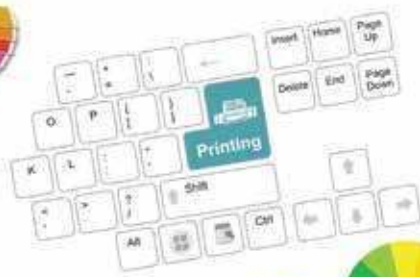 Insert Home Page Up
Delete End Page Down
O P
Printing
K L
Shift
Alt Ctrl